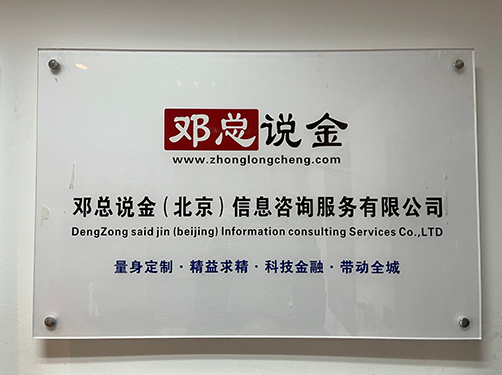 邓总说金
www.zhonglongcheng.com
邓总说金（北京）信息咨询服务有限公司
DengZong said jin (beijing) Information consulting Services Co.,LTD
量身定制·精益求精·科技金融·带动全城